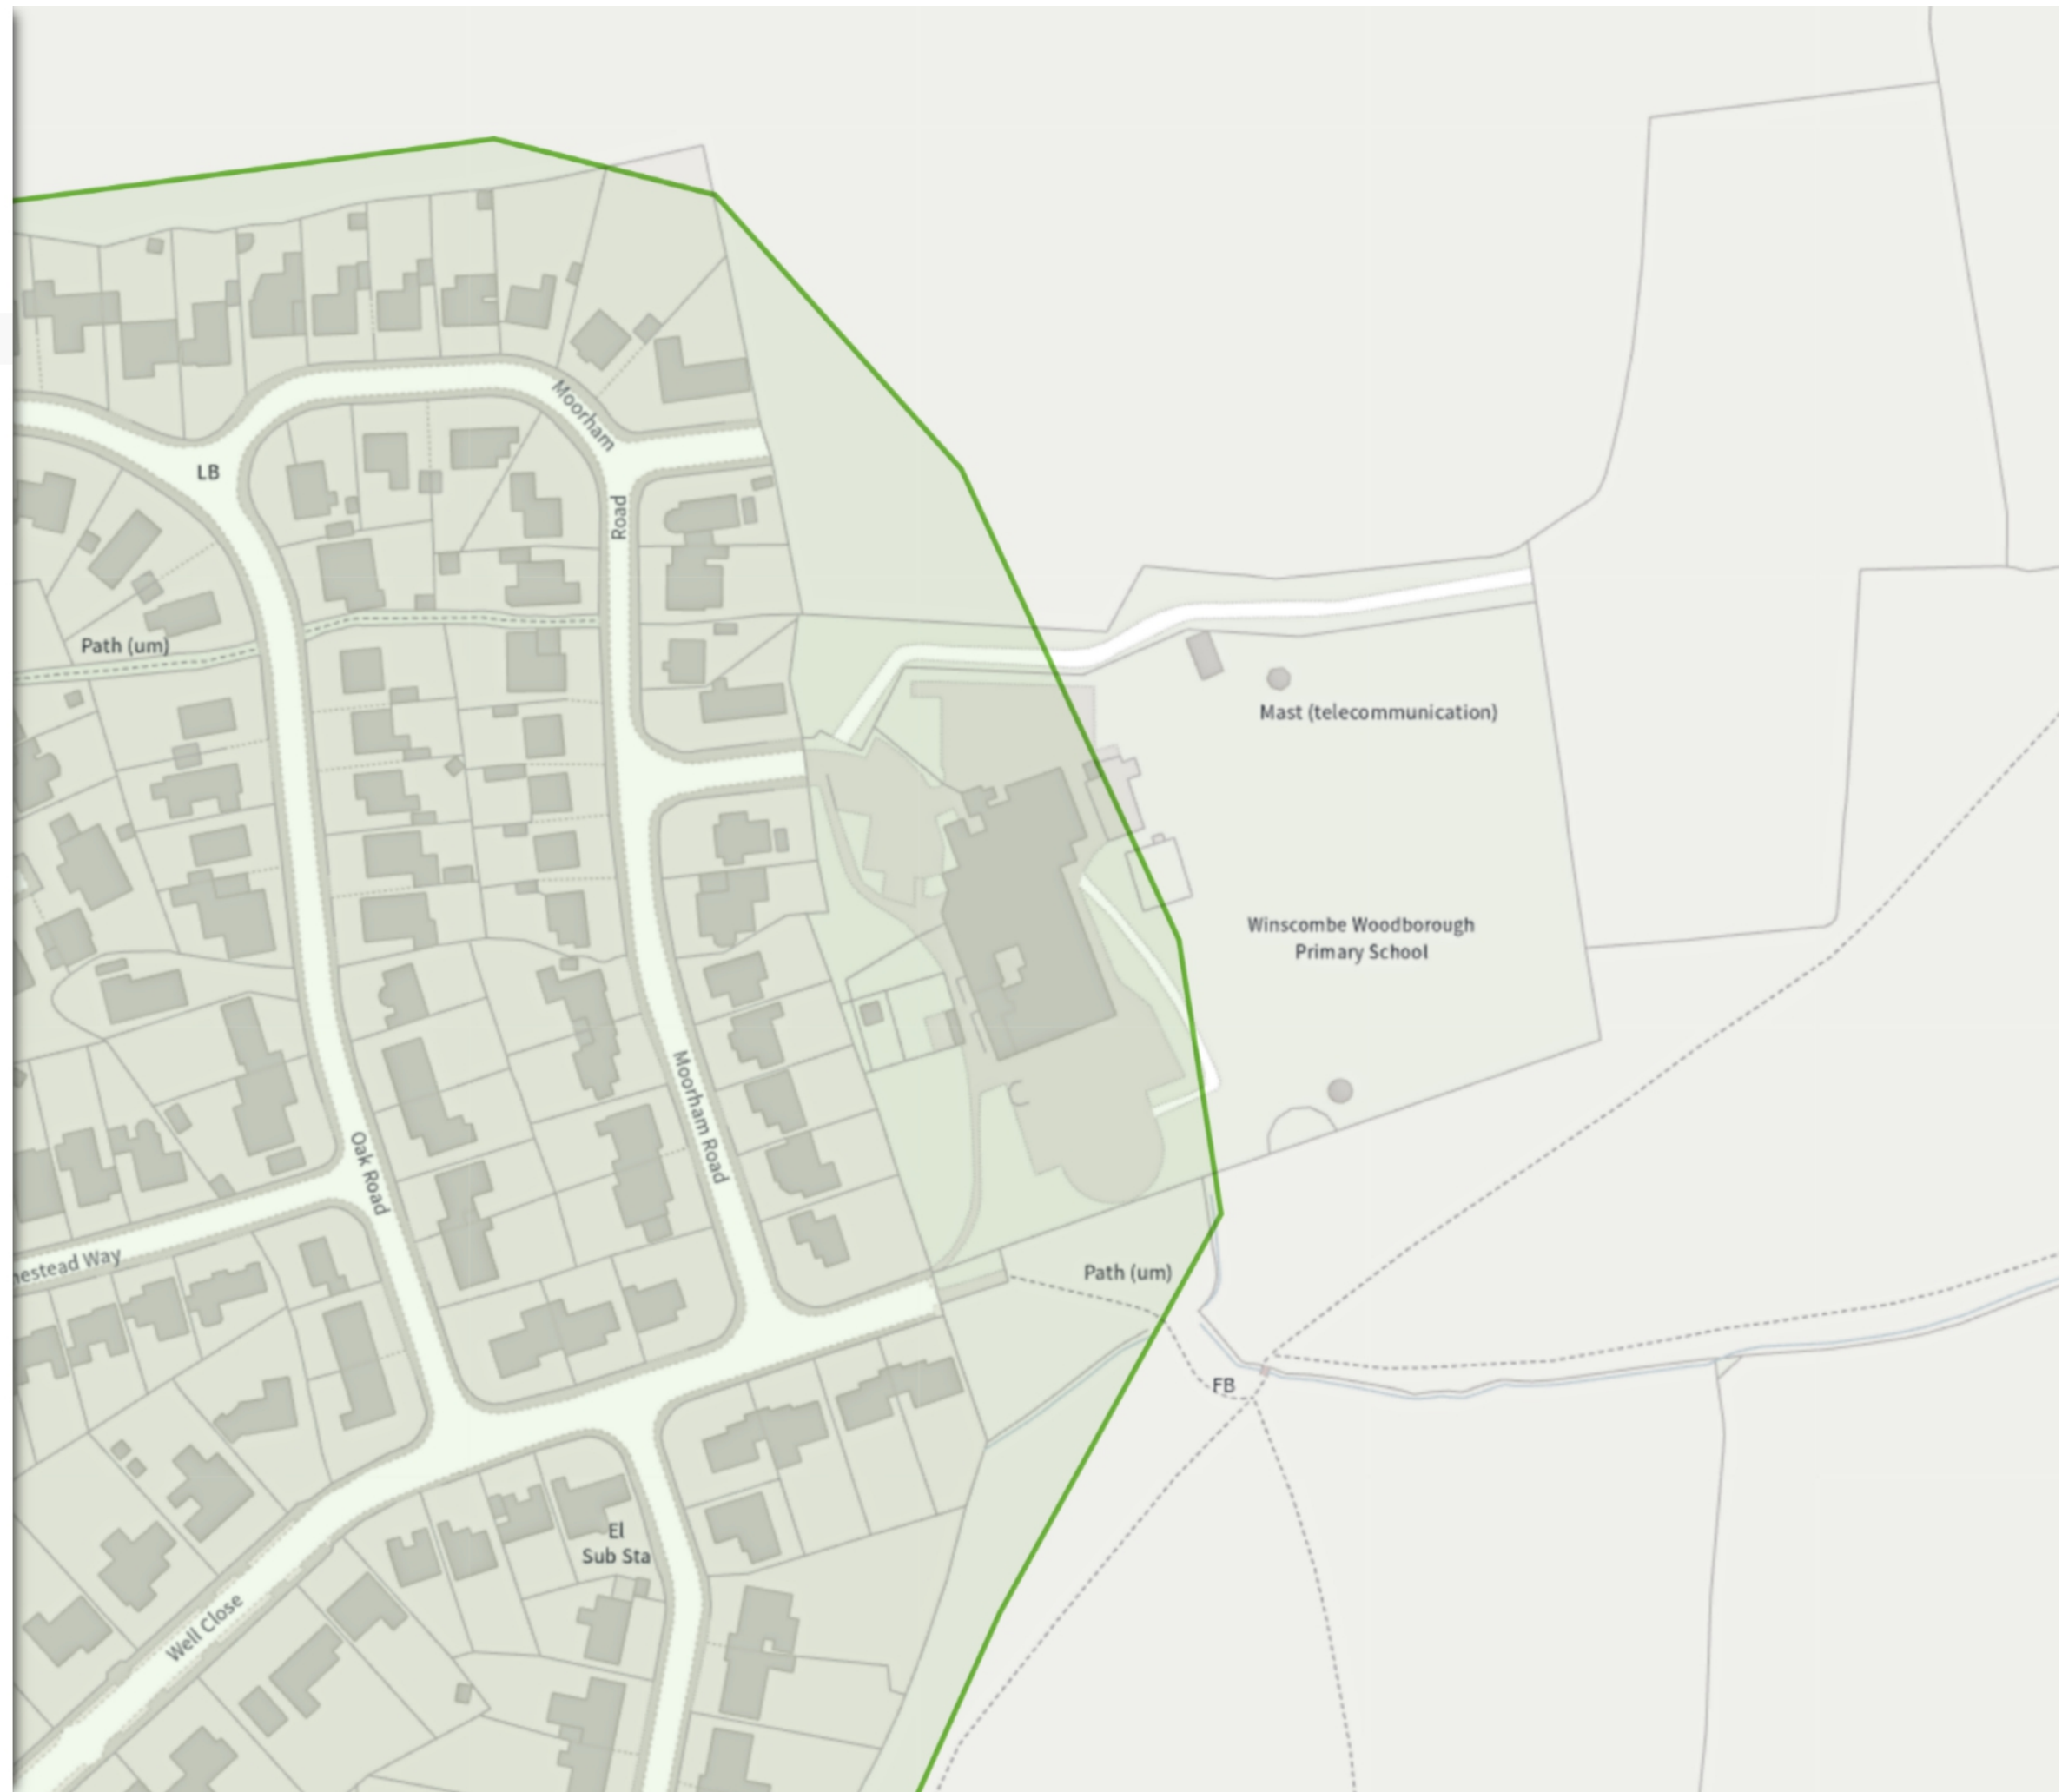 Moorham
LB
Road
Path (um)
Mast (telecommunication)
Winscombe Woodborough
Primary School
Moorham Road
Oak Road
nestead Way
Path (um)
FB
El
Sub Sta
Well Close